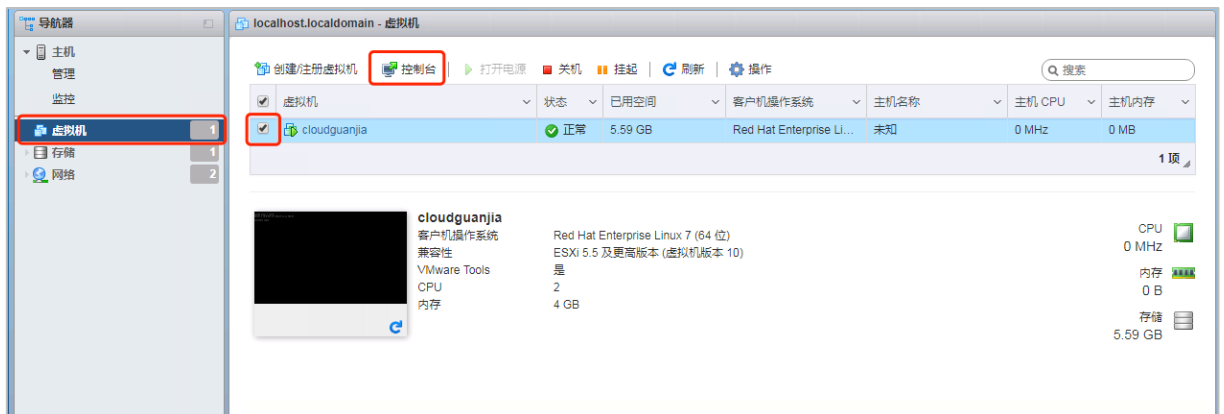 导航器
localhost.localdomain - 虚拟机
主机
管理
监控
虚拟机 1
存储 1
网络 2
创建/注册虚拟机 控制台 打开电源 关机 挂起 刷新 操作 搜索
虚拟机 状态 已用空间 客户机操作系统 主机名称 主机 CPU 主机内存
cloudguanjia 正常 5.59 GB Red Hat Enterprise Li... 未知 0 MHz 0 MB
1 项
cloudguanjia
客户机操作系统 Red Hat Enterprise Linux 7 (64 位)
兼容性 ESXi 5.5 及更高版本 (虚拟机版本 10)
VMware Tools 是
CPU 2
内存 4 GB
CPU
0 MHz
内存
0 B
存储
5.59 GB